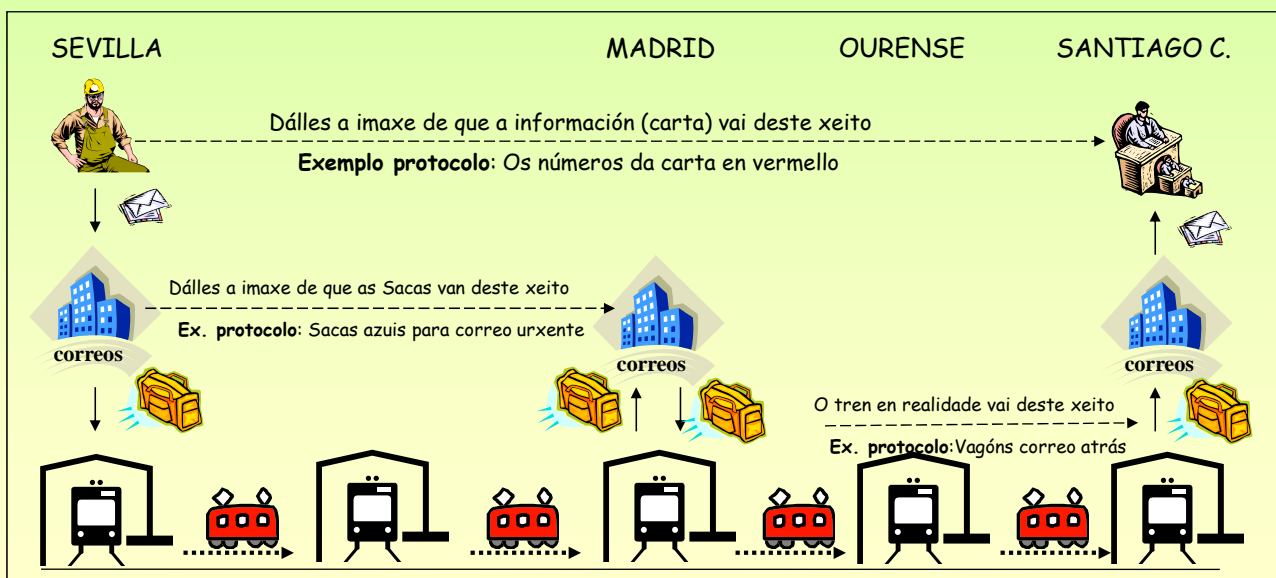 SEVILLA MADRID OURENSE SANTIAGO C.
Dálles a imaxe de que a información (carta) vai deste xeito
Exemplo protocolo: Os números da carta en vermello
Dálles a imaxe de que as Sacas van deste xeito
Ex. protocolo: Sacas azuis para correo urxente
correos
correos
correos
O tren en realidade vai deste xeito
Ex. protocolo:Vagóns correo atrás